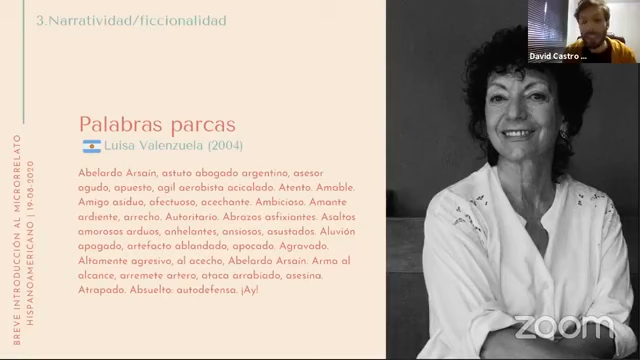 3.Narratividad/ficcionalidad
Palabras parcas
Luisa Valenzuela (2004)
Abelardo Arsaín, astuto abogado argentino, asesor
agudo, apuesto, agil aerobista acicalado. Atento. Amable.
Amigo asiduo, afectuoso, acechante. Ambicioso. Amante
ardiente, arrecho. Autoritario. Abrazos asfixiantes. Asaltos
amorosos arduos, anhelantes, ansiosos, asustados. Aluvión
apagado, artefacto ablandado, apocado. Agravado.
Altamente agresivo, al acecho, Abelardo Arsaín. Arma al
alcance, arremete artero, ataca arrabiado, asesina.
Atrapado. Absuelto: autodefensa. ¡Ay!
BREVE INTRODUCCIÓN AL MICRORRELATO
HISPANOAMERICANO | 19-08-2020
David Castro ...
zoom